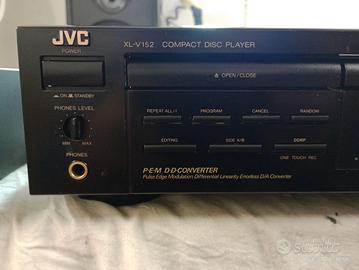 JVC
XL-V152 COMPACT DISC PLAYER
POWER
OPEN/CLOSE
ON STANDBY
PHONES LEVEL
MIN MAX
PHONES
REPEAT ALL/1 PROGRAM CANCEL RANDOM
EDITING SIDE A/B DDRP
ONE TOUCH REC
P.E.M D.D.CONVERTER
Pulse Edge Modulation Differential Linearity Errorless D/A Converter
subito